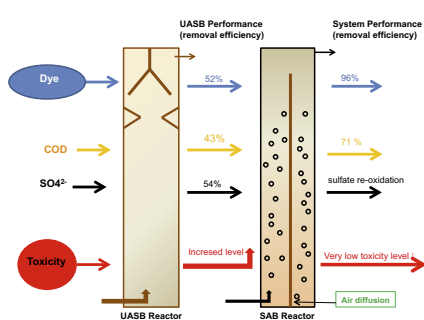 UASB Performance
(removal efficiency)
System Performance
(removal efficiency)
Dye
52%
96%
COD
43%
71 %
SO4²⁻
54%
sulfate re-oxidation
Toxicity
Incresed level
Very low toxicity level ↓
Air diffusion
UASB Reactor
SAB Reactor